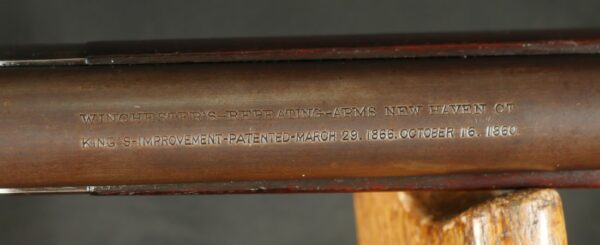 WINCHESTER'S-REPEATING-ARMS NEW HAVEN CT
KING'S-IMPROVEMENT-PATENTED-MARCH 29. 1866. OCTOBER 16. 1860